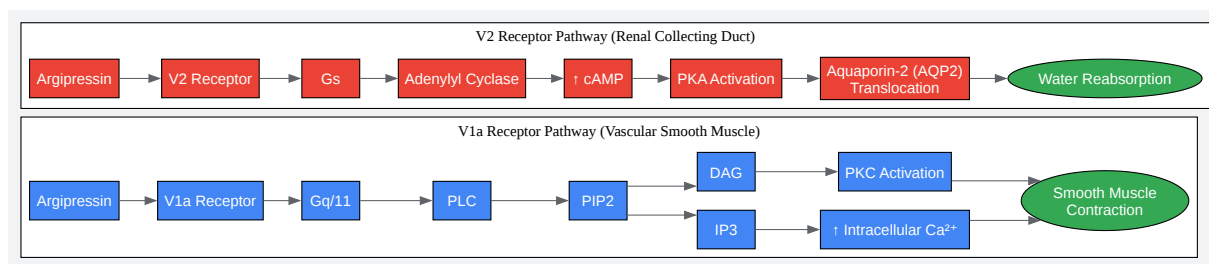 V2 Receptor Pathway (Renal Collecting Duct)
Argipressin
V2 Receptor
Gs
Adenylyl Cyclase
↑ cAMP
PKA Activation
Aquaporin-2 (AQP2)
Translocation
Water Reabsorption
V1a Receptor Pathway (Vascular Smooth Muscle)
Argipressin
V1a Receptor
Gq/11
PLC
PIP2
DAG
PKC Activation
IP3
↑ Intracellular Ca²⁺
Smooth Muscle
Contraction